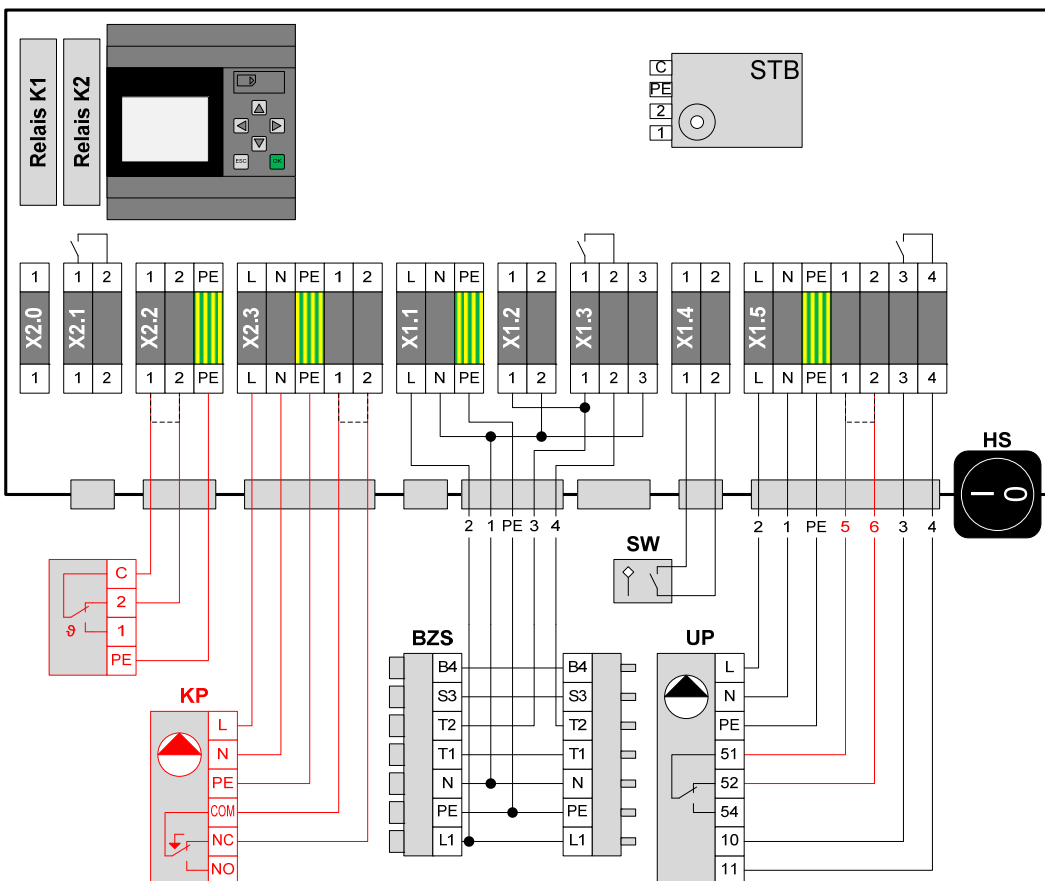 Relais K1
Relais K2
ESC
OK
STB
C
PE
2
1
1 1 2 1 2 PE L N PE 1 2 L N PE 1 2 1 2 3 1 2 L N PE 1 2 3 4
X2.0 X2.1 X2.2 X2.3 X1.1 X1.2 X1.3 X1.4 X1.5
1 1 2 1 2 PE L N PE 1 2 L N PE 1 2 1 2 3 1 2 L N PE 1 2 3 4
HS
I 0
2 1 PE 3 4
2 1 PE 5 6 3 4
SW
C
2
1
PE
ϑ
KP
L
N
PE
COM
NC
NO
BZS
B4 B4
S3 S3
T2 T2
T1 T1
N N
PE PE
L1 L1
UP
L
N
PE
51
52
54
10
11